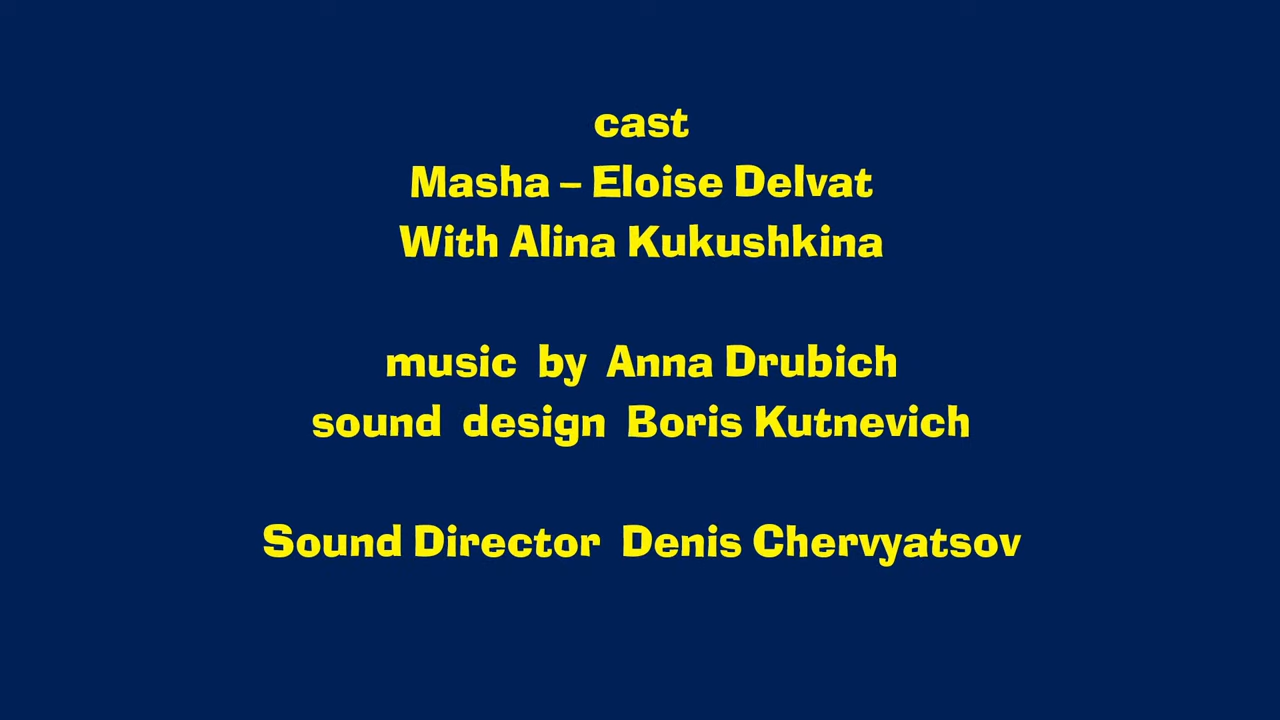 cast
Masha – Eloise Delvat
With Alina Kukushkina
music by Anna Drubich
sound design Boris Kutnevich
Sound Director Denis Chervyatsov